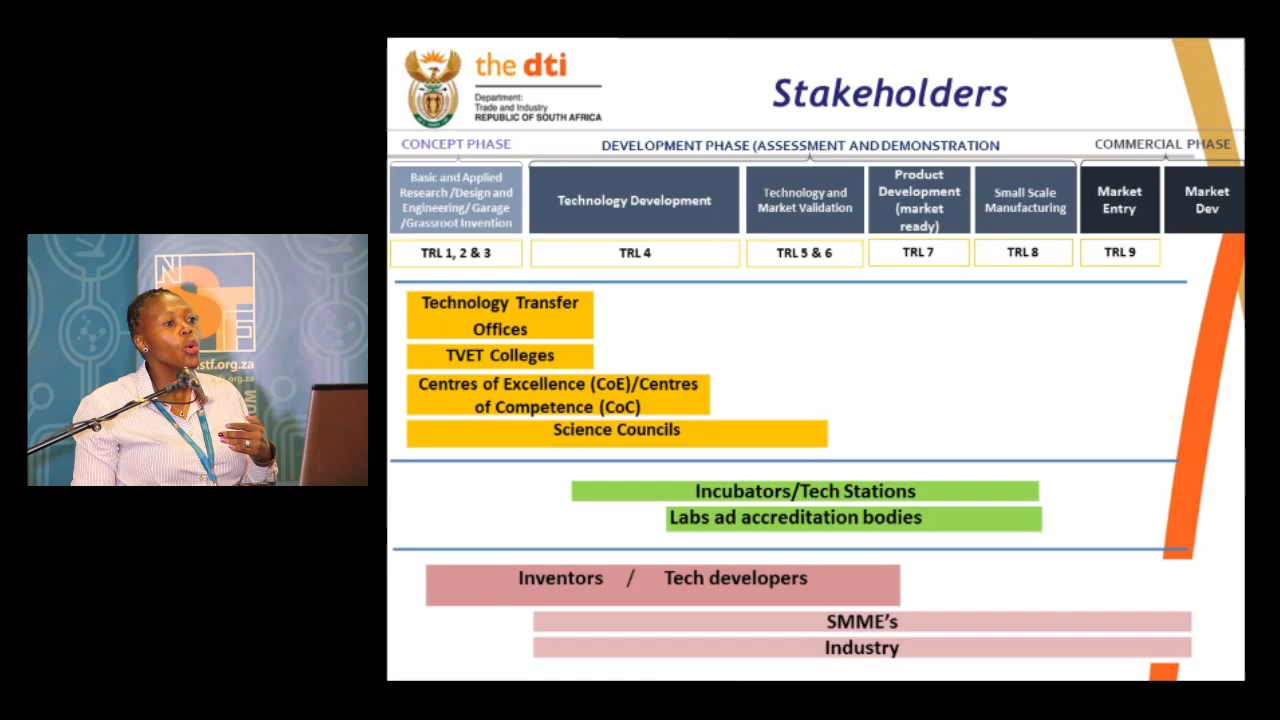 the dti
Department:
Trade and Industry
REPUBLIC OF SOUTH AFRICA
Stakeholders
CONCEPT PHASE
DEVELOPMENT PHASE (ASSESSMENT AND DEMONSTRATION
COMMERCIAL PHASE
Basic and Applied
Research /Design and
Engineering/ Garage
/Grassroot Invention
Technology Development
Technology and
Market Validation
Product
Development
(market
ready)
Small Scale
Manufacturing
Market
Entry
Market
Dev
TRL 1, 2 & 3
TRL 4
TRL 5 & 6
TRL 7
TRL 8
TRL 9
Technology Transfer
Offices
TVET Colleges
Centres of Excellence (CoE)/Centres
of Competence (CoC)
Science Councils
Incubators/Tech Stations
Labs ad accreditation bodies
Inventors / Tech developers
SMME's
Industry
N
S
T
F
stf.org.za
org.za
UM